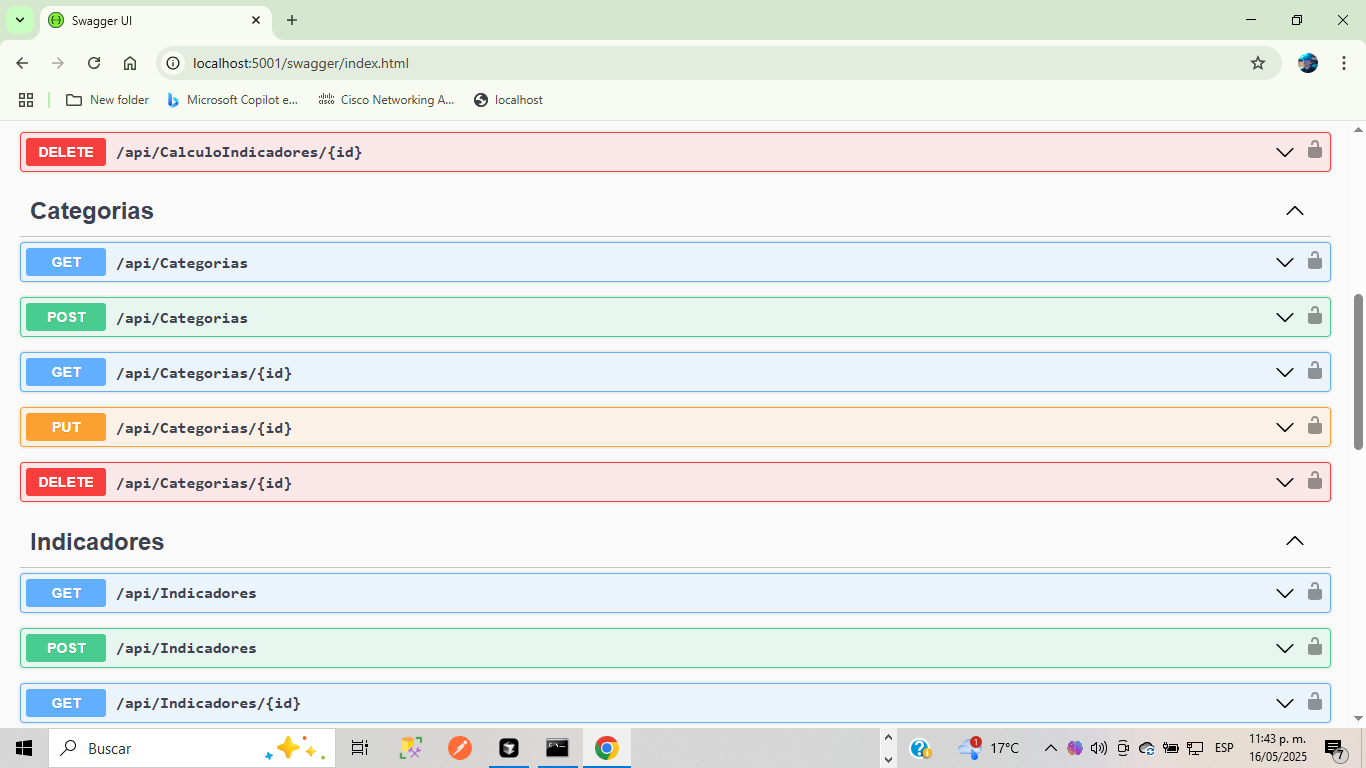 Swagger UI
localhost:5001/swagger/index.html
New folder
Microsoft Copilot e...
Cisco Networking A...
localhost
DELETE /api/CalculoIndicadores/{id}
Categorias
GET /api/Categorias
POST /api/Categorias
GET /api/Categorias/{id}
PUT /api/Categorias/{id}
DELETE /api/Categorias/{id}
Indicadores
GET /api/Indicadores
POST /api/Indicadores
GET /api/Indicadores/{id}
Buscar
1
17°C
ESP
11:43 p. m.
16/05/2025
7